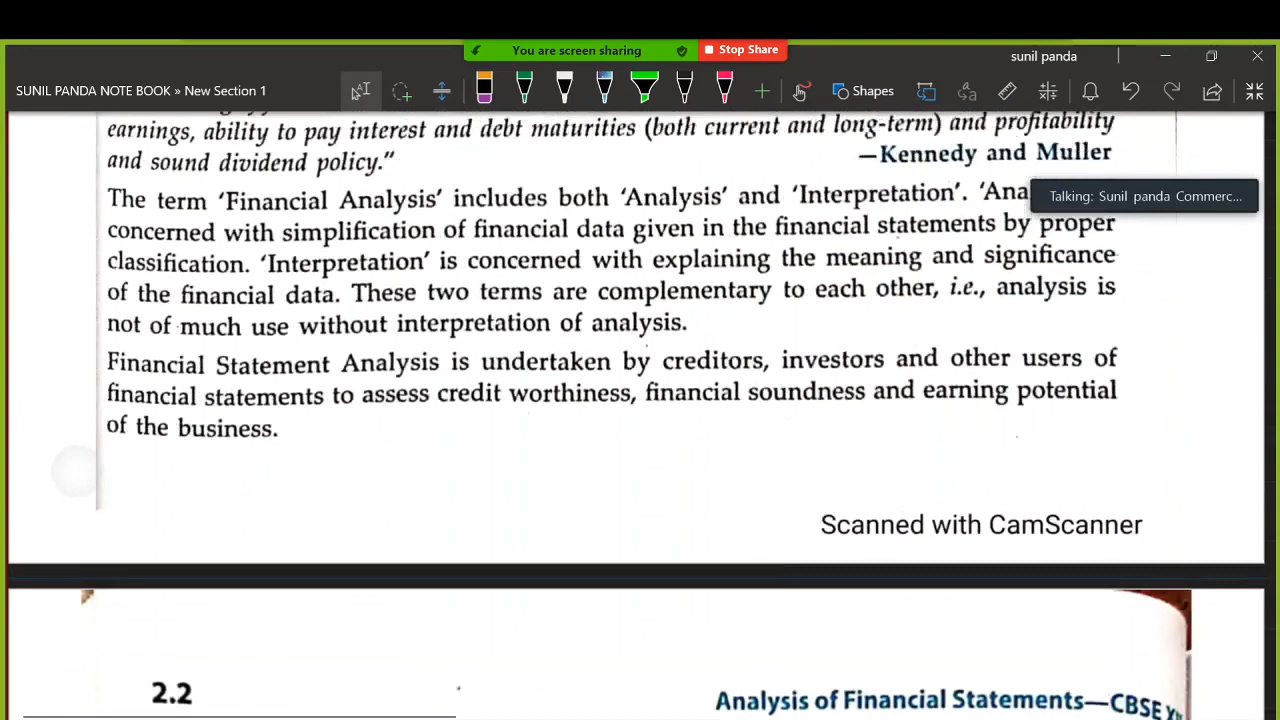 You are screen sharing
Stop Share
sunil panda
SUNIL PANDA NOTE BOOK » New Section 1
Shapes
earnings, ability to pay interest and debt maturities (both current and long-term) and profitability
and sound dividend policy."
—Kennedy and Muller
Talking: Sunil panda Commerc...
The term 'Financial Analysis' includes both 'Analysis' and 'Interpretation'.
concerned with simplification of financial data given in the financial statements by proper
classification. 'Interpretation' is concerned with explaining the meaning and significance
of the financial data. These two terms are complementary to each other, i.e., analysis is
not of much use without interpretation of analysis.
Financial Statement Analysis is undertaken by creditors, investors and other users of
financial statements to assess credit worthiness, financial soundness and earning potential
of the business.
Scanned with CamScanner
2.2
Analysis of Financial Statements—CBSE